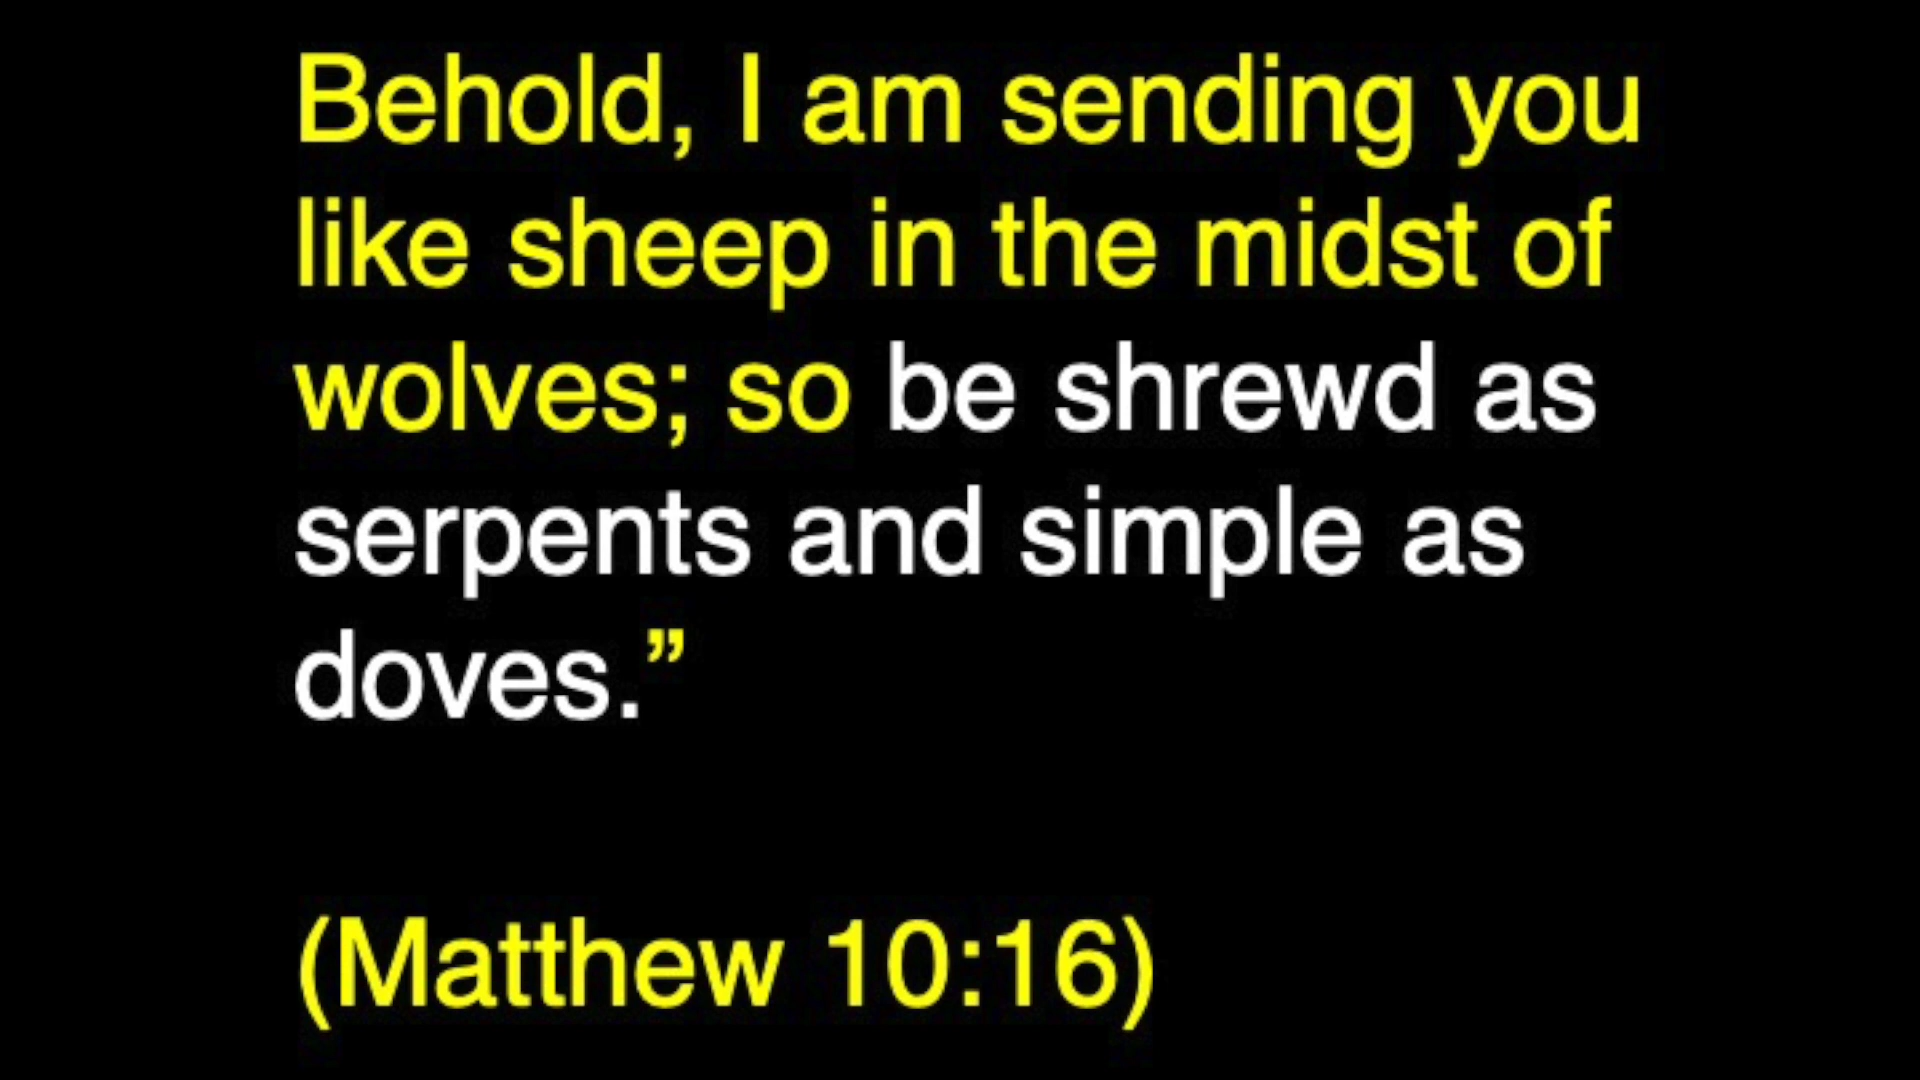 Behold, I am sending you
like sheep in the midst of
wolves; so be shrewd as
serpents and simple as
doves.”
(Matthew 10:16)